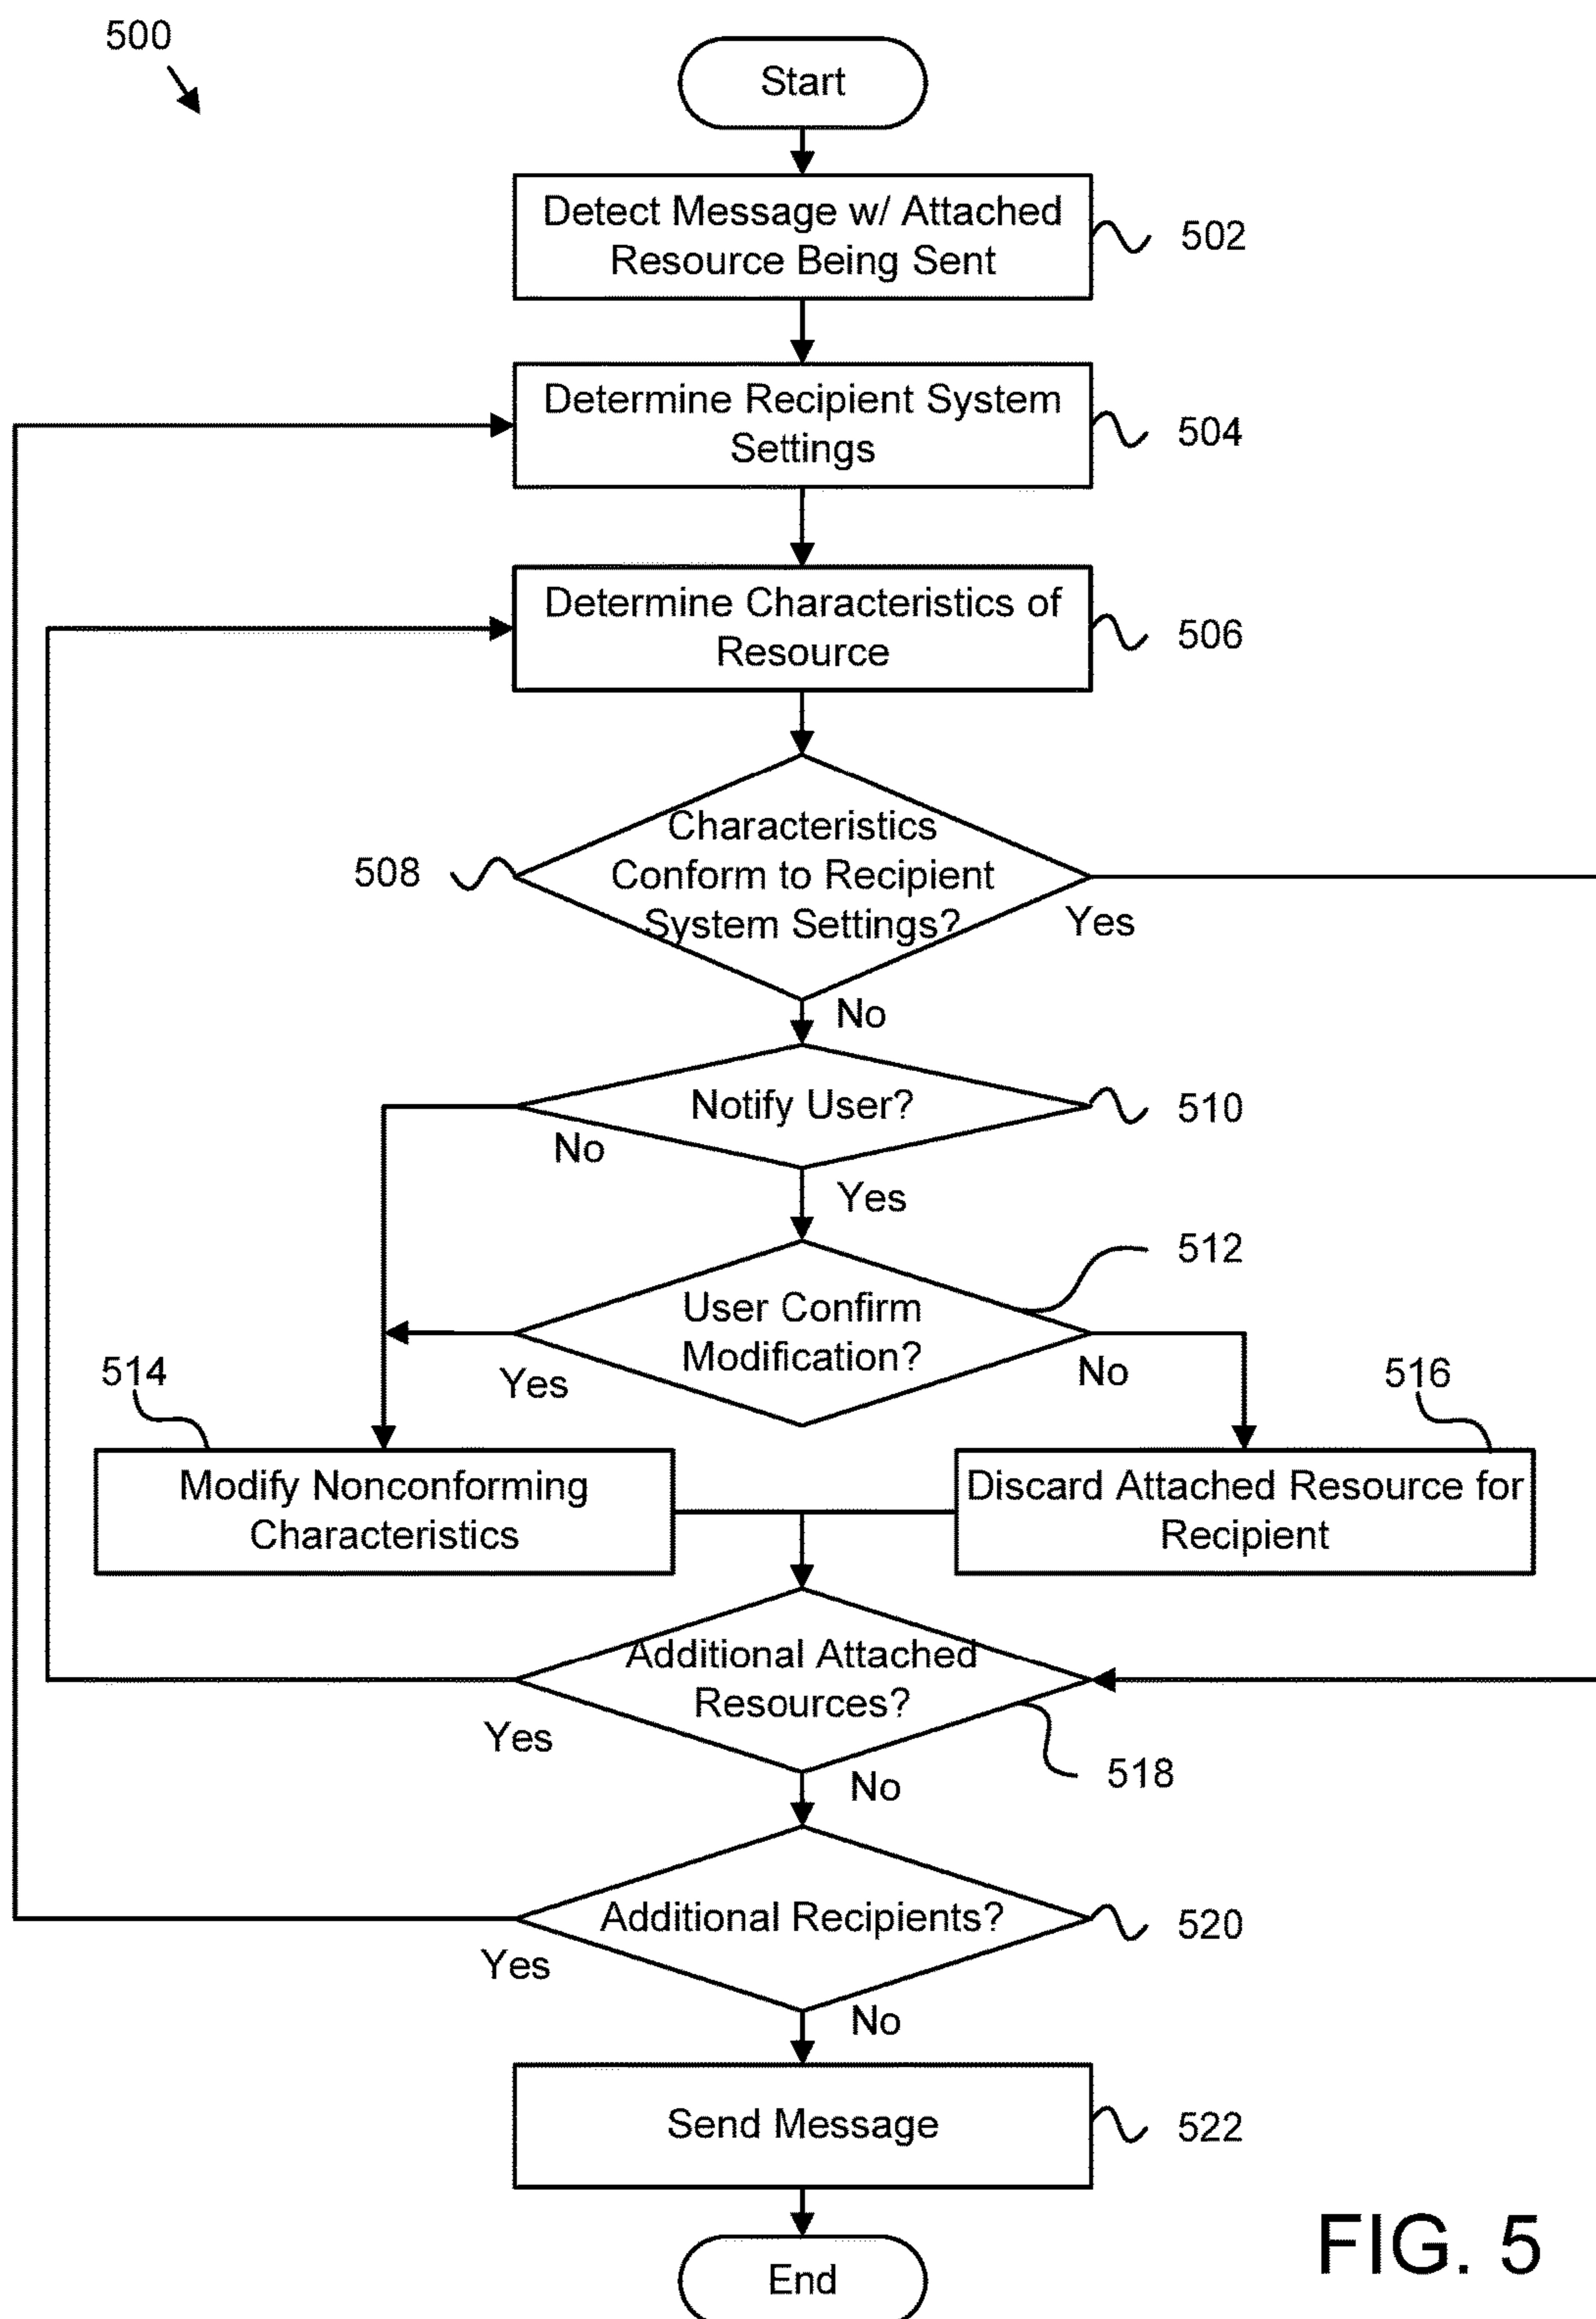 500
Start
Detect Message w/ Attached
Resource Being Sent
502
Determine Recipient System
Settings
504
Determine Characteristics of
Resource
506
Characteristics
Conform to Recipient
System Settings?
508
Yes
No
Notify User?
510
No
Yes
512
User Confirm
Modification?
Yes
No
514
516
Modify Nonconforming
Characteristics
Discard Attached Resource for
Recipient
Additional Attached
Resources?
Yes
518
No
Additional Recipients?
520
Yes
No
Send Message
522
End
FIG. 5